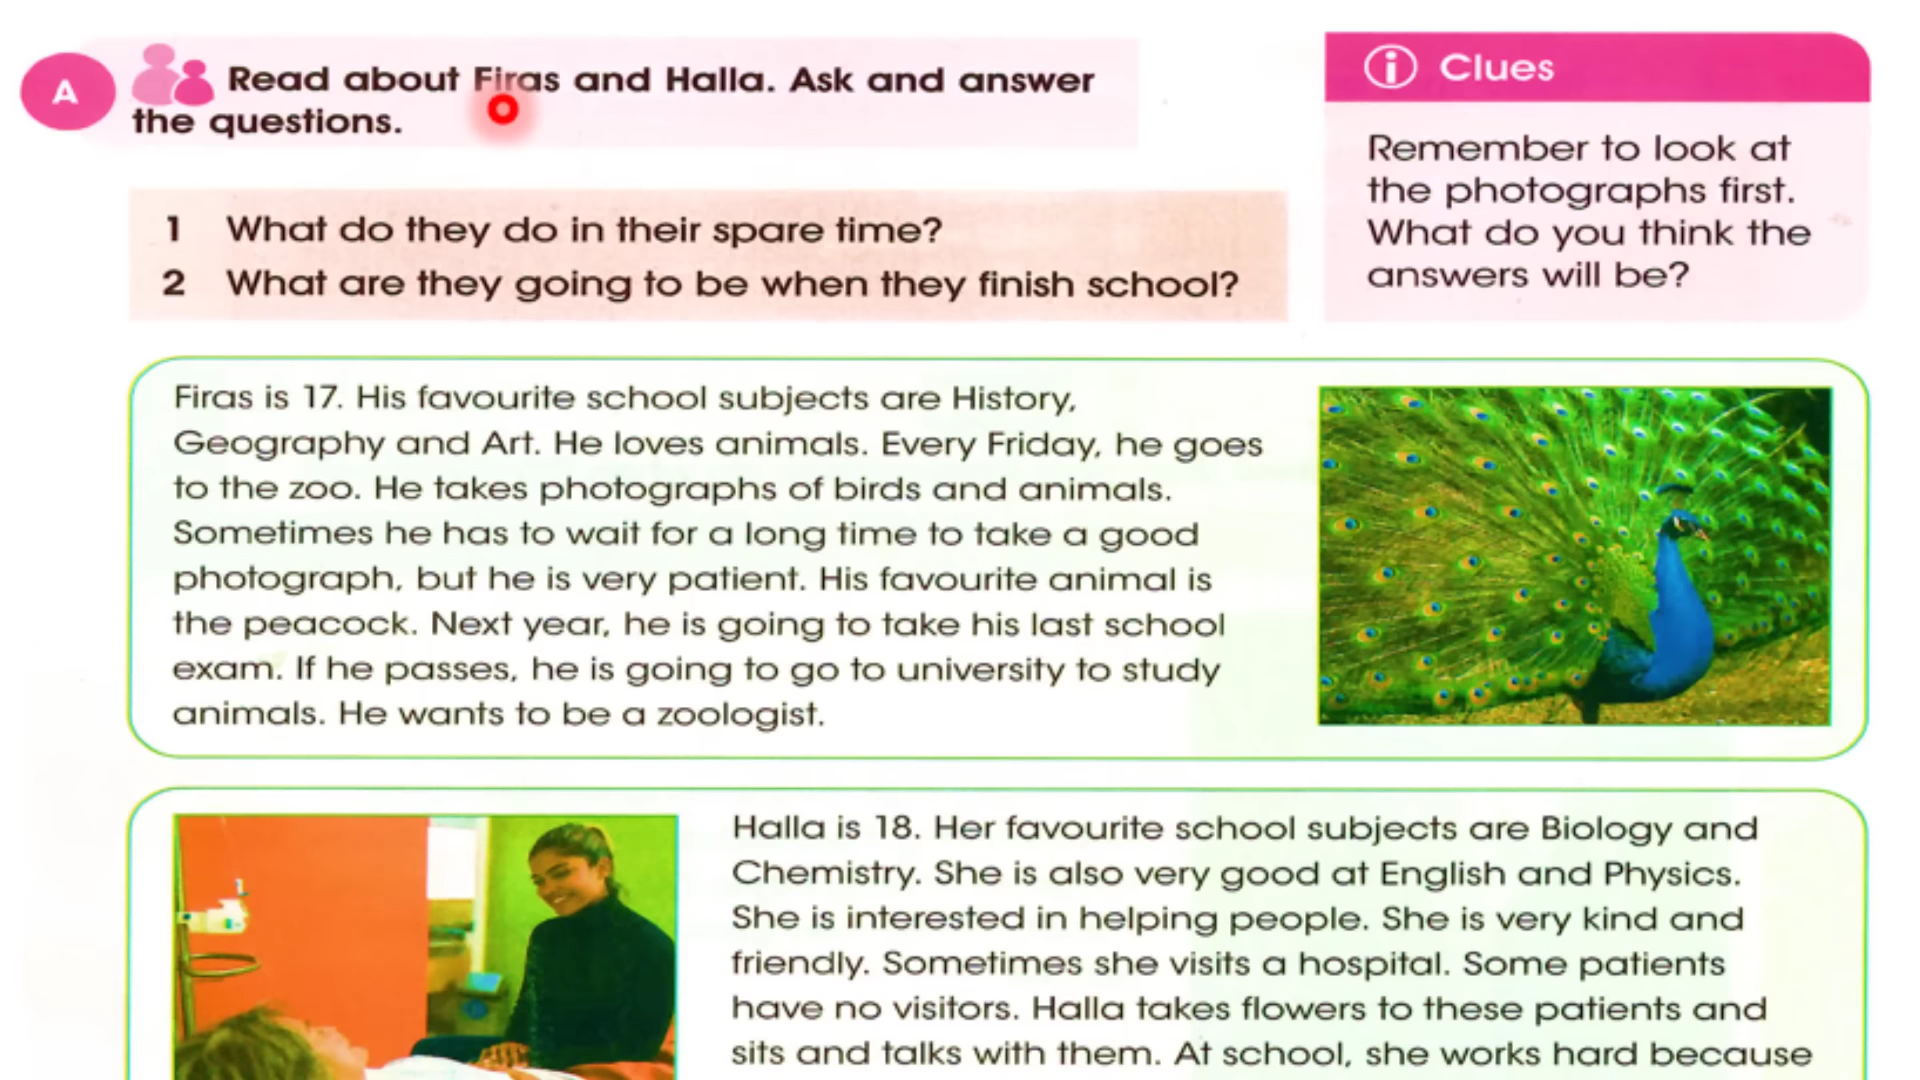 A
Read about Firas and Halla. Ask and answer
the questions.
Clues
Remember to look at
the photographs first.
What do you think the
answers will be?
1 What do they do in their spare time?
2 What are they going to be when they finish school?
Firas is 17. His favourite school subjects are History,
Geography and Art. He loves animals. Every Friday, he goes
to the zoo. He takes photographs of birds and animals.
Sometimes he has to wait for a long time to take a good
photograph, but he is very patient. His favourite animal is
the peacock. Next year, he is going to take his last school
exam. If he passes, he is going to go to university to study
animals. He wants to be a zoologist.
Halla is 18. Her favourite school subjects are Biology and
Chemistry. She is also very good at English and Physics.
She is interested in helping people. She is very kind and
friendly. Sometimes she visits a hospital. Some patients
have no visitors. Halla takes flowers to these patients and
sits and talks with them. At school, she works hard because